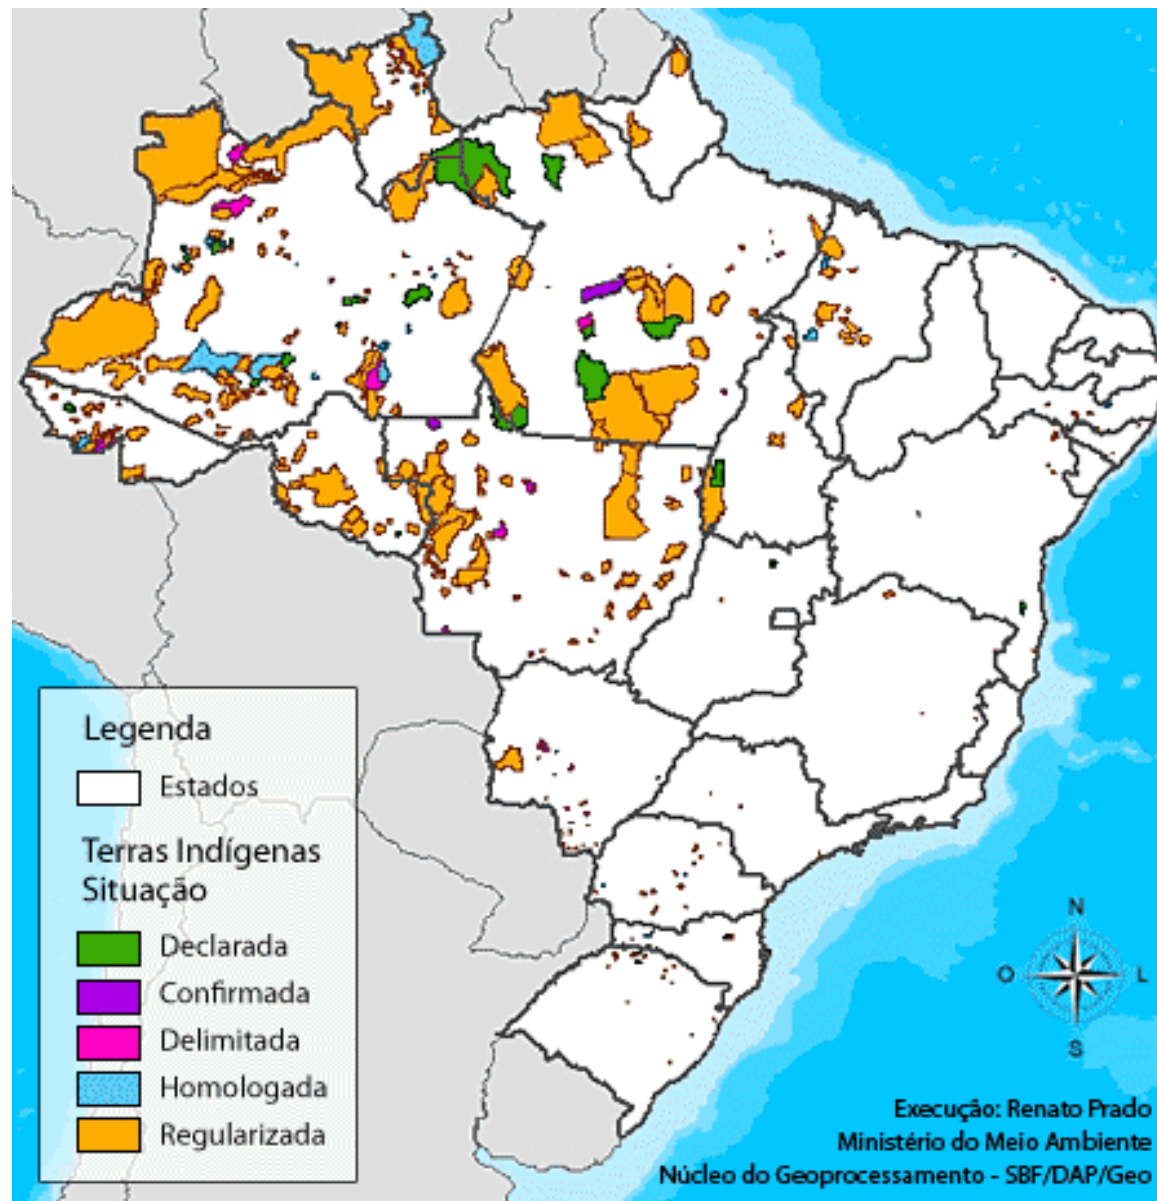 Legenda
Estados
Terras Indígenas
Situação
Declarada
Confirmada
Delimitada
Homologada
Regularizada
N
O
L
S
Execução: Renato Prado
Ministério do Meio Ambiente
Núcleo do Geoprocessamento - SBF/DAP/Geo